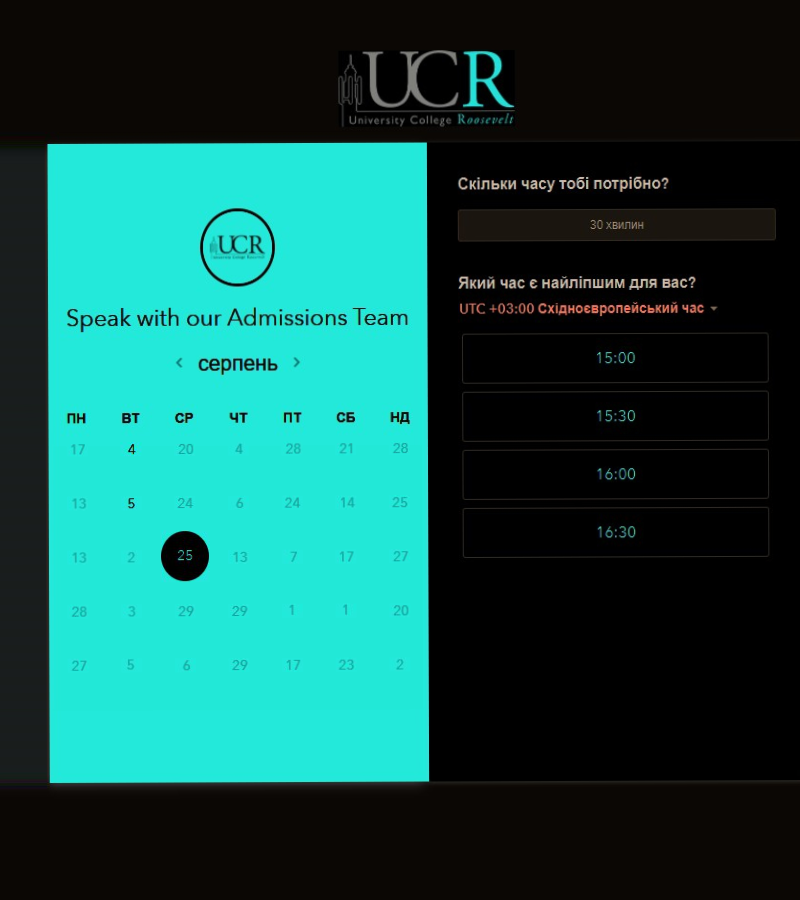 UCR
University College Roosevelt
UCR
University College Roosevelt
Speak with our Admissions Team
серпень
ПН ВТ СР ЧТ ПТ СБ НД
17 4 20 4 28 21 28
13 5 24 6 24 14 25
13 2 25 13 7 17 27
28 3 29 29 1 1 20
27 5 6 29 17 23 2
Скільки часу тобі потрібно?
30 хвилин
Який час є найліпшим для вас?
UTC +03:00 Східноєвропейський час
15:00
15:30
16:00
16:30